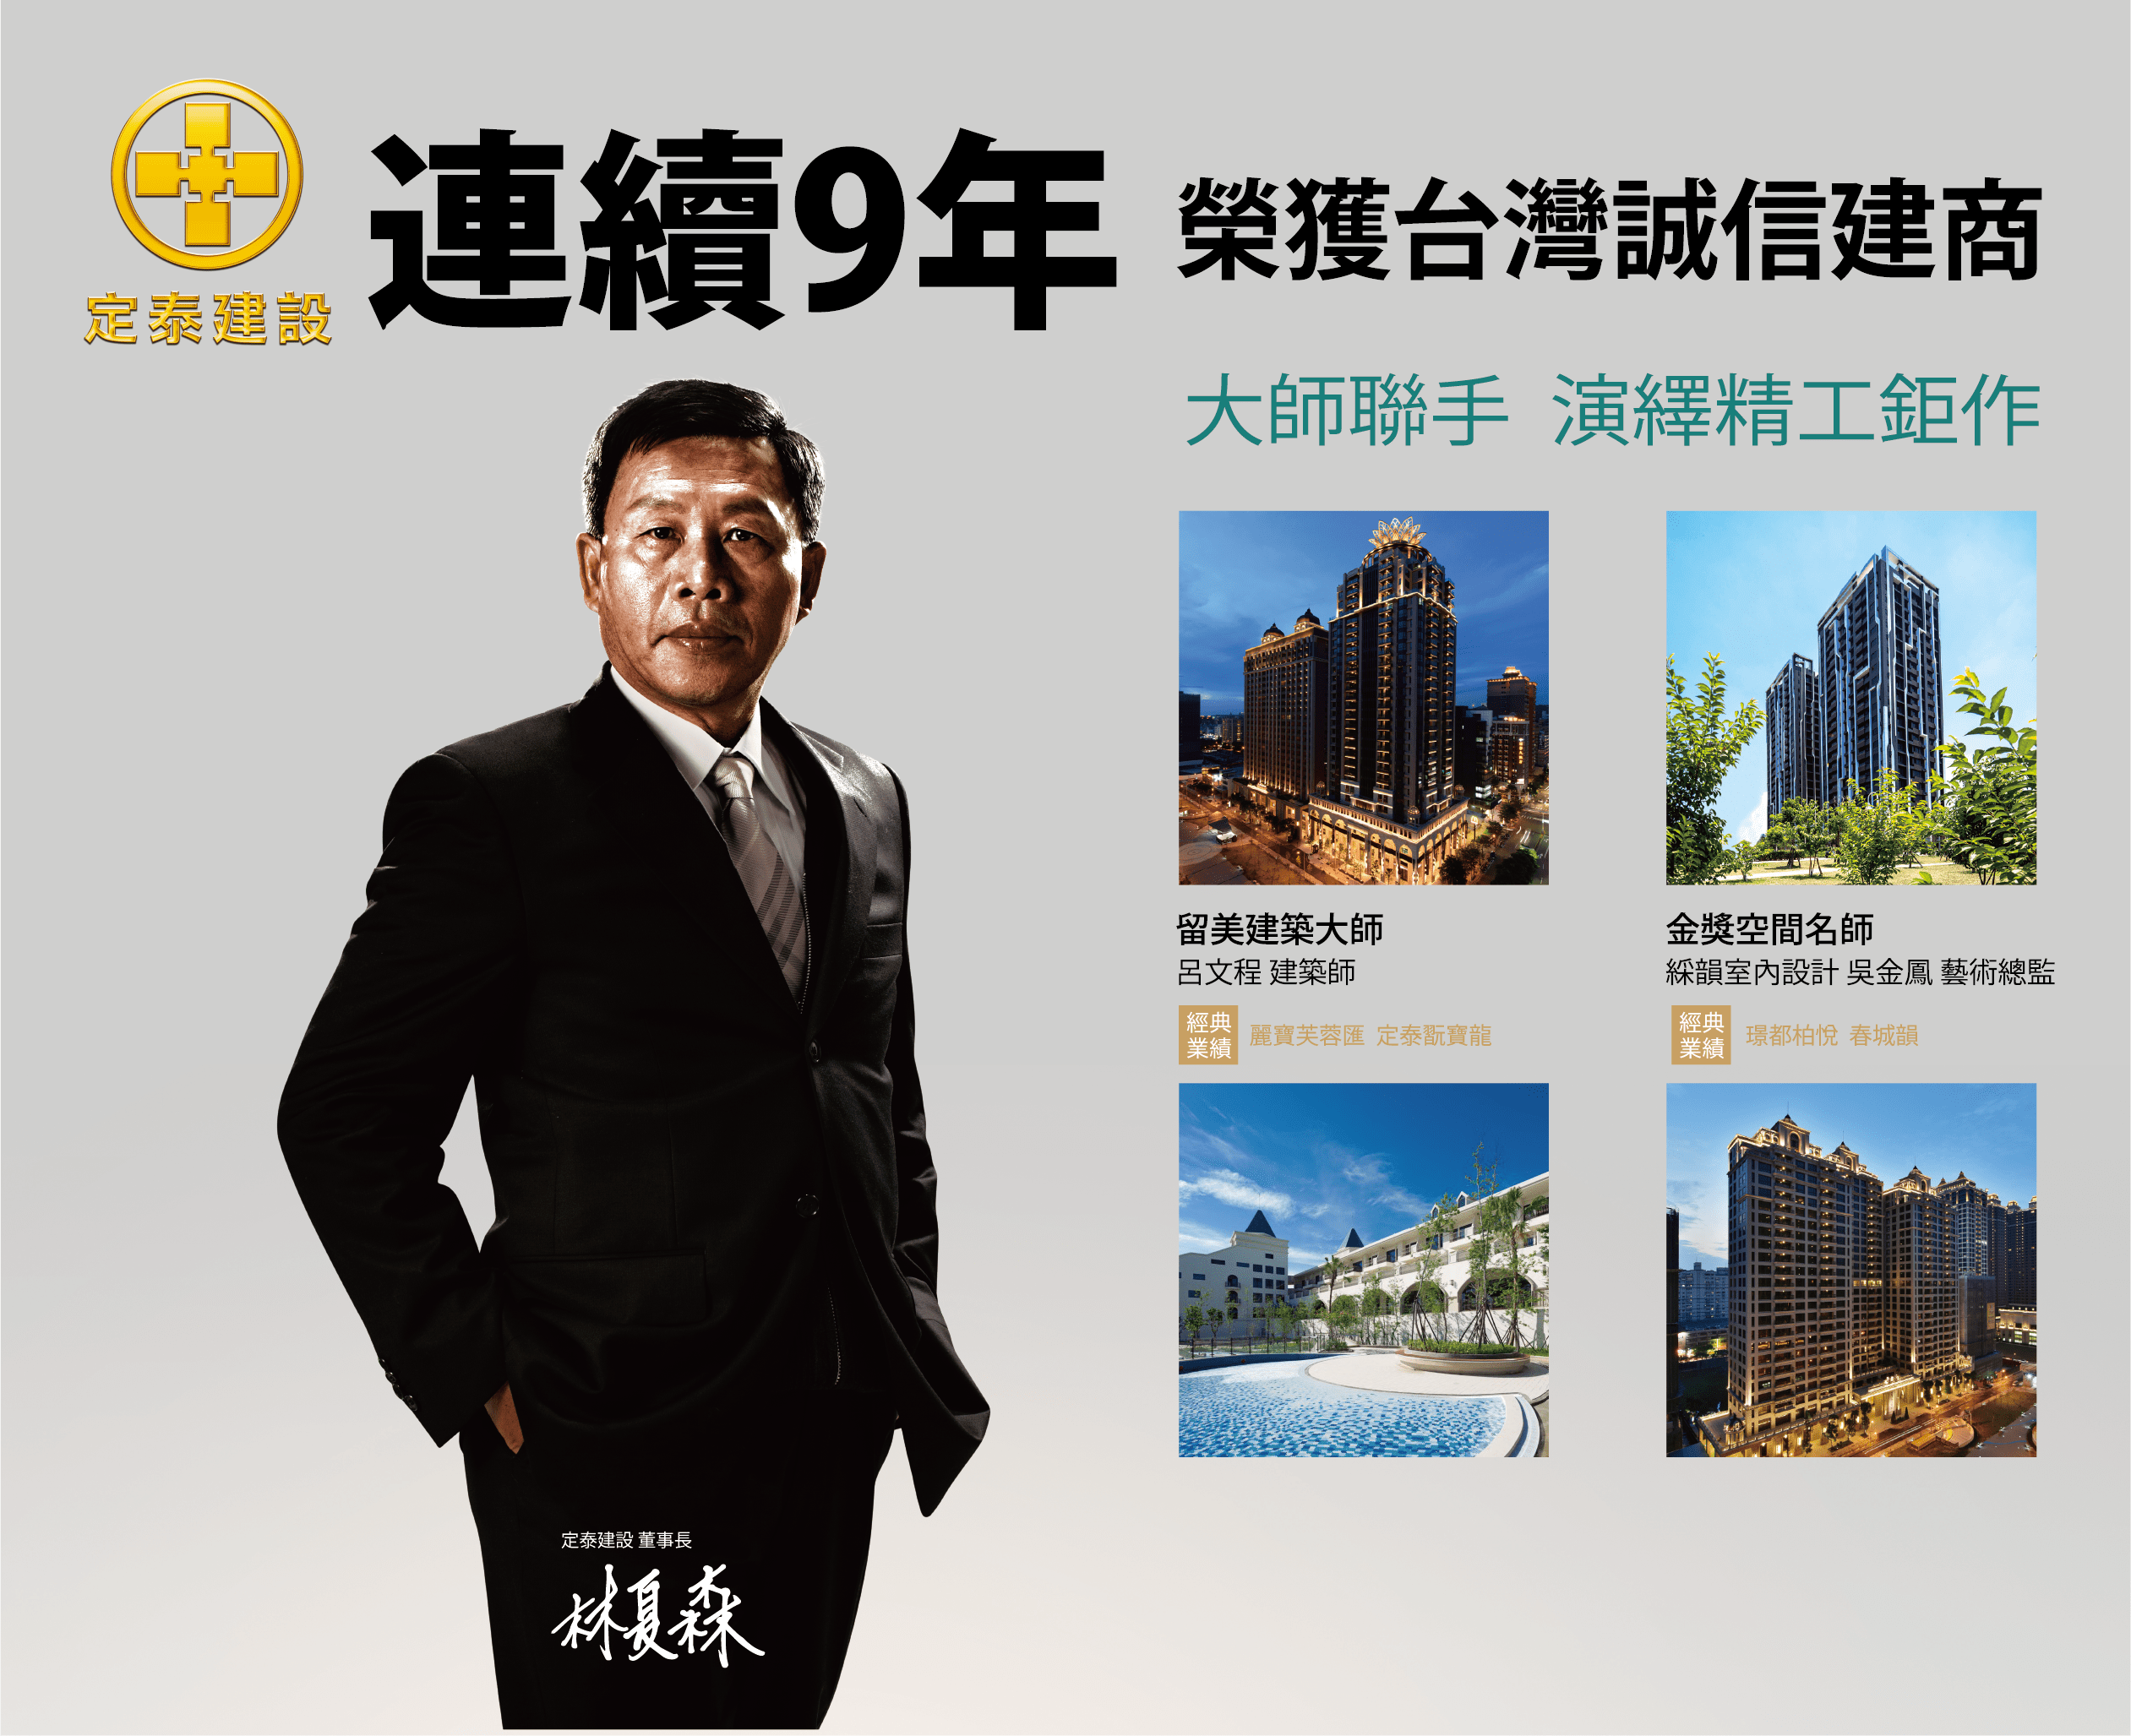 定泰建設
連續9年 榮獲台灣誠信建商
大師聯手 演繹精工鉅作
留美建築大師
呂文程 建築師
經典業績 麗寶芙蓉匯 定泰翫寶龍
金獎空間名師
綵韻室內設計 吳金鳳 藝術總監
經典業績 璟都柏悅 春城韻
定泰建設 董事長
林夏森